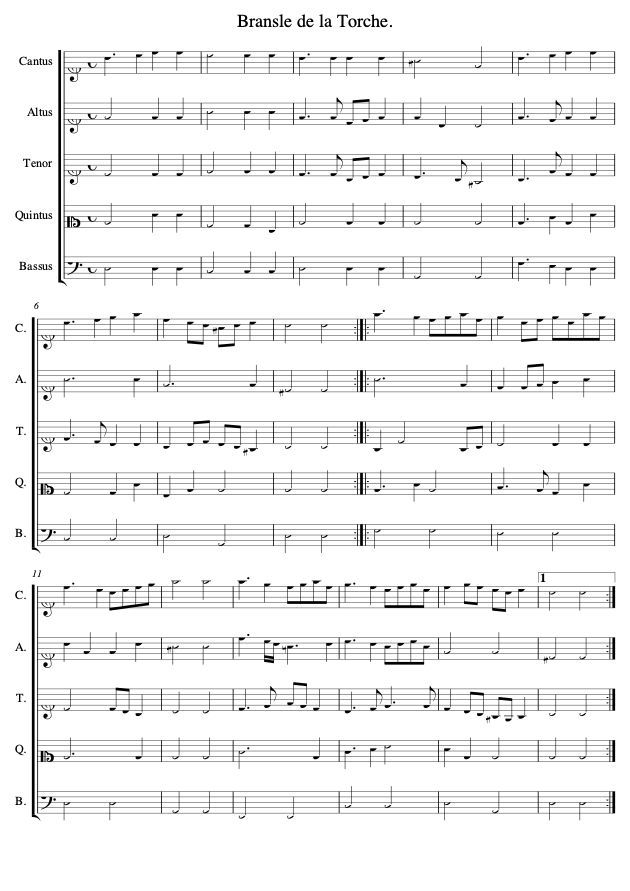 Bransle de la Torche.
Cantus
Altus
Tenor
Quintus
Bassus
6
C.
A.
T.
Q.
B.
11
1
C.
A.
T.
Q.
B.